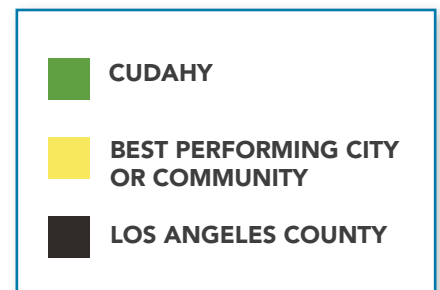 CUDAHY
BEST PERFORMING CITY
OR COMMUNITY
LOS ANGELES COUNTY